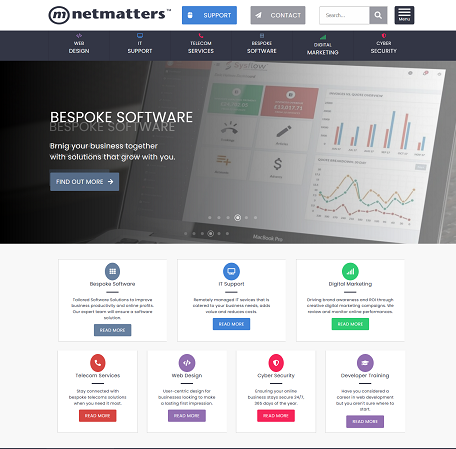 netmatters™
SUPPORT
CONTACT
Search...
Menu
WEB
DESIGN
IT
SUPPORT
TELECOM
SERVICES
BESPOKE
SOFTWARE
DIGITAL
MARKETING
CYBER
SECURITY
BESPOKE SOFTWARE
BESPOKE SOFTWARE
Brnig your business together
with solutions that grow with you.
FIND OUT MORE
sysflow
MacBook Pro
Bespoke Software
Tailored Software Solutions to improve
business productivity and online profits.
Our expert team will ensure a software
solution.
READ MORE
IT Support
Remotely managed IT sevices that is
catered to your business needs, adds
value and reduces costs.
READ MORE
Digital Marketing
Driving brand awareness and ROI through
creative digital marketing campaigns. We
review and monitor online performances.
READ MORE
Telecom Services
Stay connected with
bespoke telecoms solutions
when you need it most.
READ MORE
Web Design
User-centric design for
businesses looking to make
a lasting first impression.
READ MORE
Cyber Security
Ensuring your online
business stays secure 24/7,
365 days of the year
READ MORE
Developer Training
Have you considered a
career in web development
but you aren't sure where to
start.
READ MORE